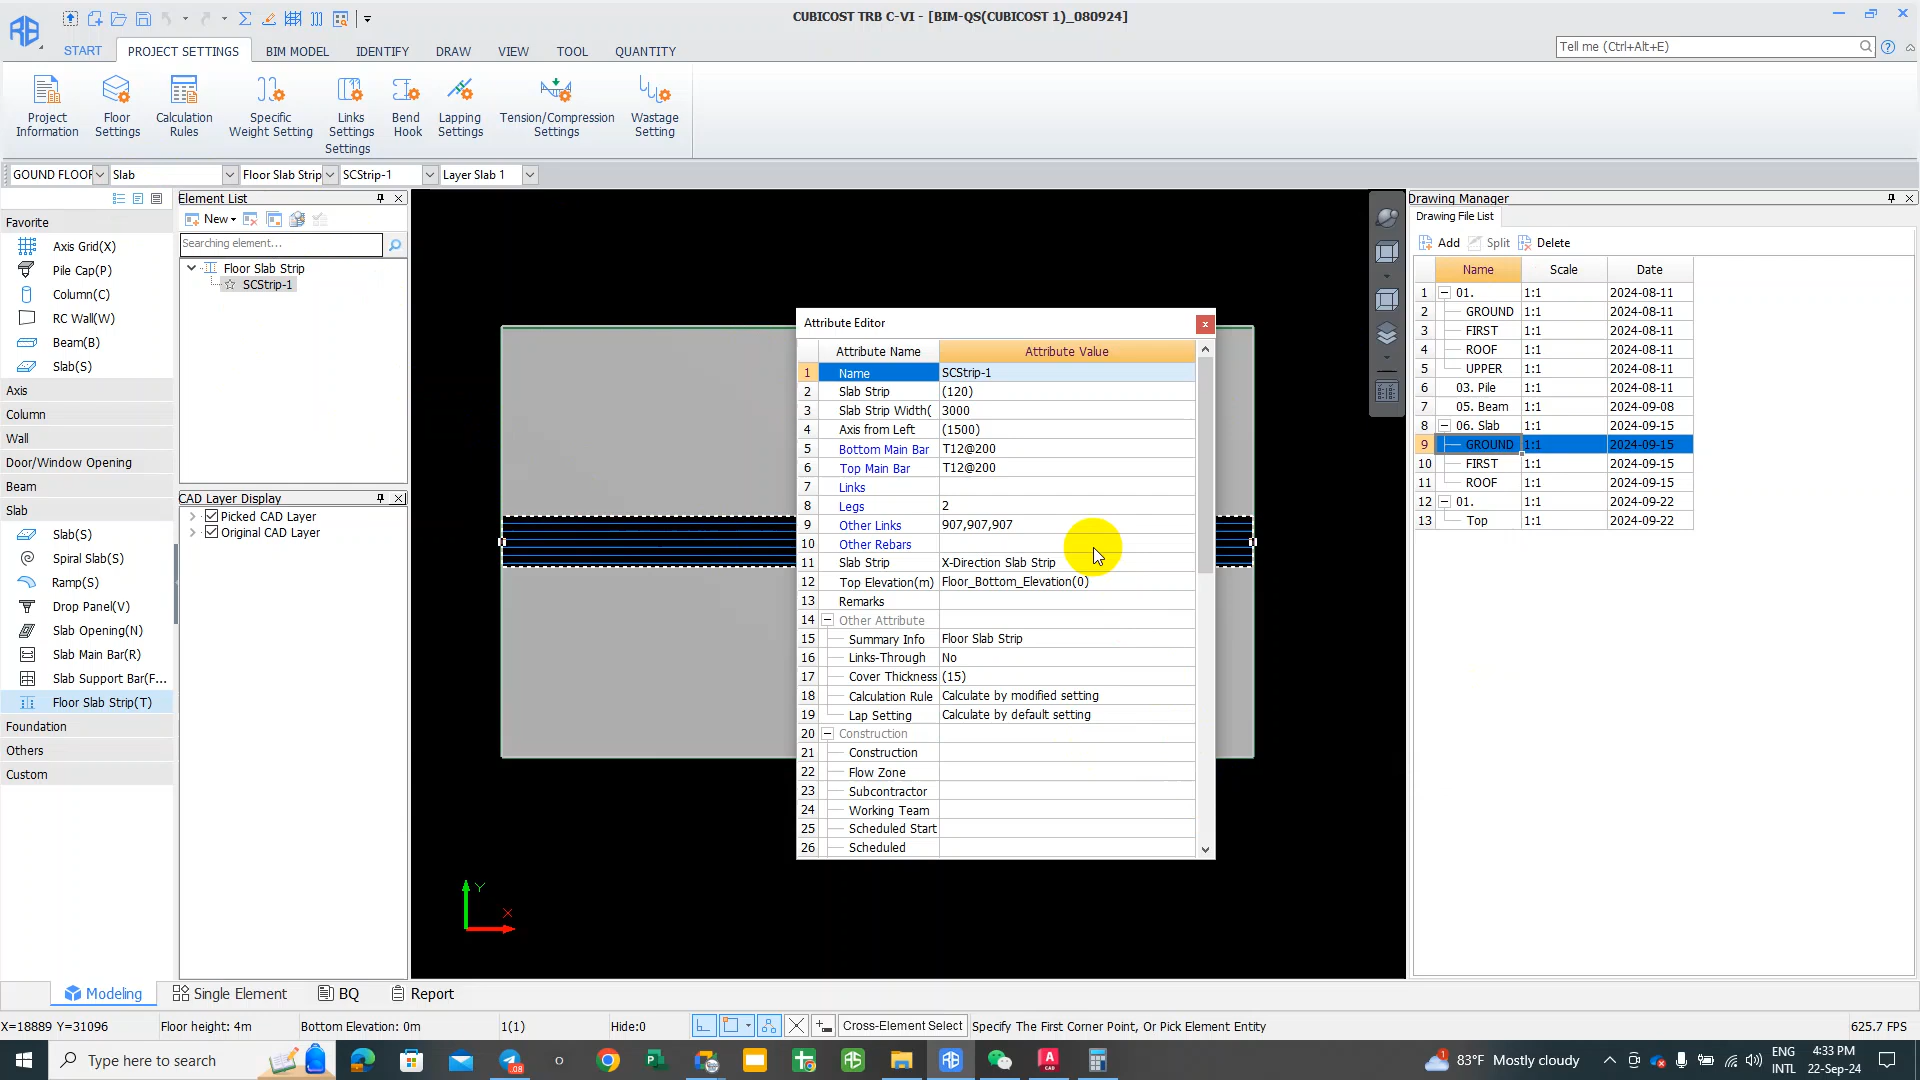 CUBICOST TRB C-VI - [BIM-QS(CUBICOST 1)_080924]
START PROJECT SETTINGS BIM MODEL IDENTIFY DRAW VIEW TOOL QUANTITY
Tell me (Ctrl+Alt+E)
Project Information
Floor Settings
Calculation Rules
Specific Weight Setting
Links Settings
Bend Hook
Lapping Settings
Tension/Compression Settings
Wastage Setting
Settings
GOUND FLOOR Slab Floor Slab Strip SCStrip-1 Layer Slab 1
Favorite
Axis Grid(X)
Pile Cap(P)
Column(C)
RC Wall(W)
Beam(B)
Slab(S)
Axis
Column
Wall
Door/Window Opening
Beam
Slab
Slab(S)
Spiral Slab(S)
Ramp(S)
Drop Panel(V)
Slab Opening(N)
Slab Main Bar(R)
Slab Support Bar(F...
Floor Slab Strip(T)
Foundation
Others
Custom
Element List
New
Searching element...
Floor Slab Strip
SCStrip-1
CAD Layer Display
Picked CAD Layer
Original CAD Layer
Attribute Editor
Attribute Name Attribute Value
1 Name SCStrip-1
2 Slab Strip (120)
3 Slab Strip Width( 3000
4 Axis from Left (1500)
5 Bottom Main Bar T12@200
6 Top Main Bar T12@200
7 Links
8 Legs 2
9 Other Links 907,907,907
10 Other Rebars
11 Slab Strip X-Direction Slab Strip
12 Top Elevation(m) Floor_Bottom_Elevation(0)
13 Remarks
14 Other Attribute
15 Summary Info Floor Slab Strip
16 Links-Through No
17 Cover Thickness (15)
18 Calculation Rule Calculate by modified setting
19 Lap Setting Calculate by default setting
20 Construction
21 Construction
22 Flow Zone
23 Subcontractor
24 Working Team
25 Scheduled Start
26 Scheduled
Y
X
Drawing Manager
Drawing File List
Add Split Delete
Name Scale Date
1 01. 1:1 2024-08-11
2 GROUND 1:1 2024-08-11
3 FIRST 1:1 2024-08-11
4 ROOF 1:1 2024-08-11
5 UPPER 1:1 2024-08-11
6 03. Pile 1:1 2024-08-11
7 05. Beam 1:1 2024-09-08
8 06. Slab 1:1 2024-09-15
9 GROUND 1:1 2024-09-15
10 FIRST 1:1 2024-09-15
11 ROOF 1:1 2024-09-15
12 01. 1:1 2024-09-22
13 Top 1:1 2024-09-22
Modeling Single Element BQ Report
X=18889 Y=31096 Floor height: 4m Bottom Elevation: 0m 1(1) Hide:0 Cross-Element Select Specify The First Corner Point, Or Pick Element Entity 625.7 FPS
Type here to search
83°F Mostly cloudy
ENG
INTL
4:33 PM
22-Sep-24